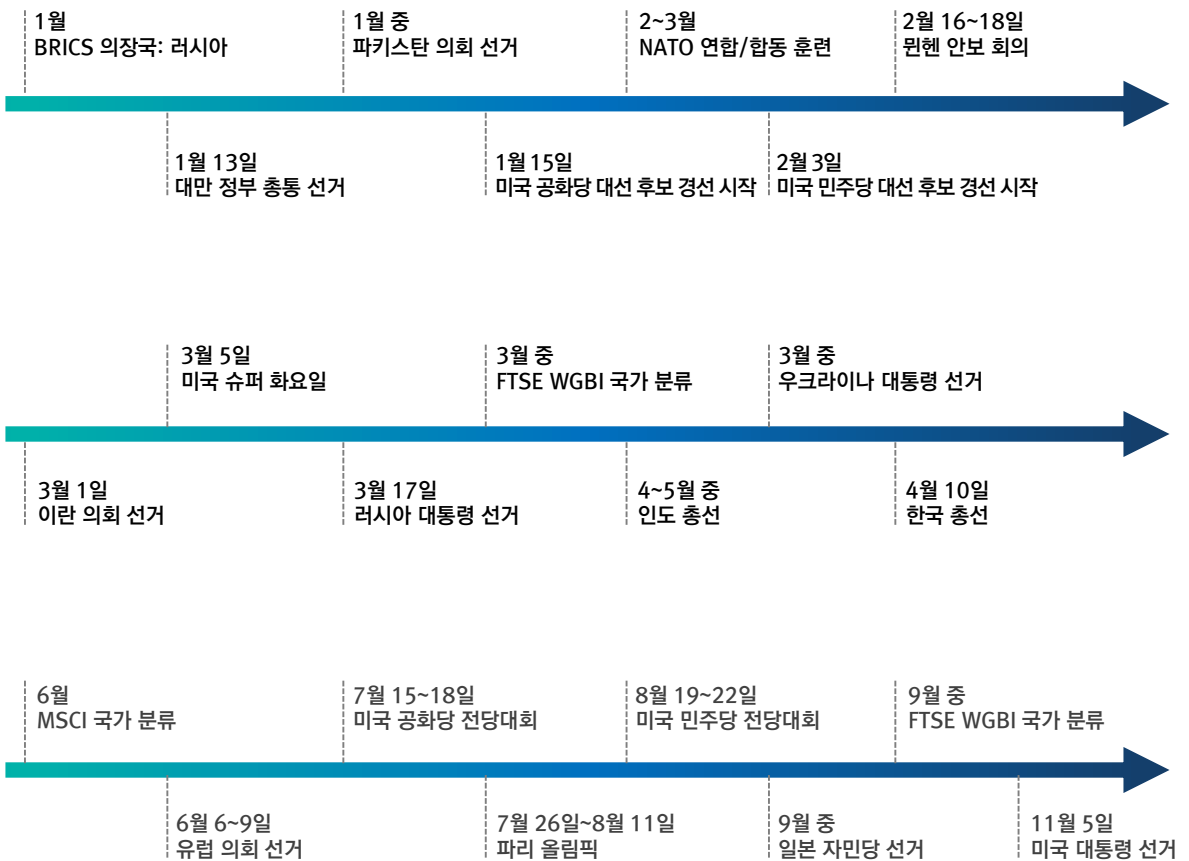 1월
BRICS 의장국: 러시아
1월 중
파키스탄 의회 선거
2~3월
NATO 연합/합동 훈련
2월 16~18일
뮌헨 안보 회의
1월 13일
대만 정부 총통 선거
1월 15일
미국 공화당 대선 후보 경선 시작
2월 3일
미국 민주당 대선 후보 경선 시작
3월 5일
미국 슈퍼 화요일
3월 중
FTSE WGBI 국가 분류
3월 중
우크라이나 대통령 선거
3월 1일
이란 의회 선거
3월 17일
러시아 대통령 선거
4~5월 중
인도 총선
4월 10일
한국 총선
6월
MSCI 국가 분류
7월 15~18일
미국 공화당 전당대회
8월 19~22일
미국 민주당 전당대회
9월 중
FTSE WGBI 국가 분류
6월 6~9일
유럽 의회 선거
7월 26일~8월 11일
파리 올림픽
9월 중
일본 자민당 선거
11월 5일
미국 대통령 선거